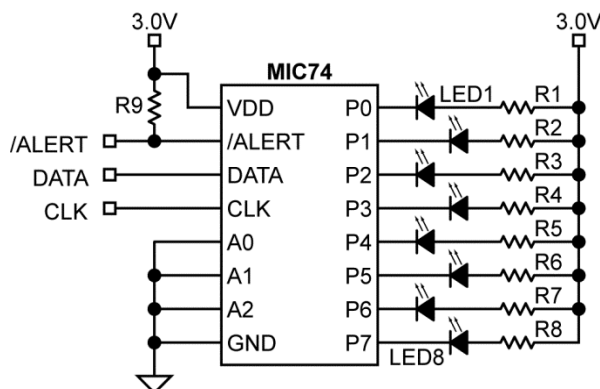 3.0V 3.0V
MIC74
R9 VDD P0 LED1 R1
/ALERT /ALERT P1 R2
DATA DATA P2 R3
CLK CLK P3 R4
A0 P4 R5
A1 P5 R6
A2 P6 R7
GND P7 LED8 R8